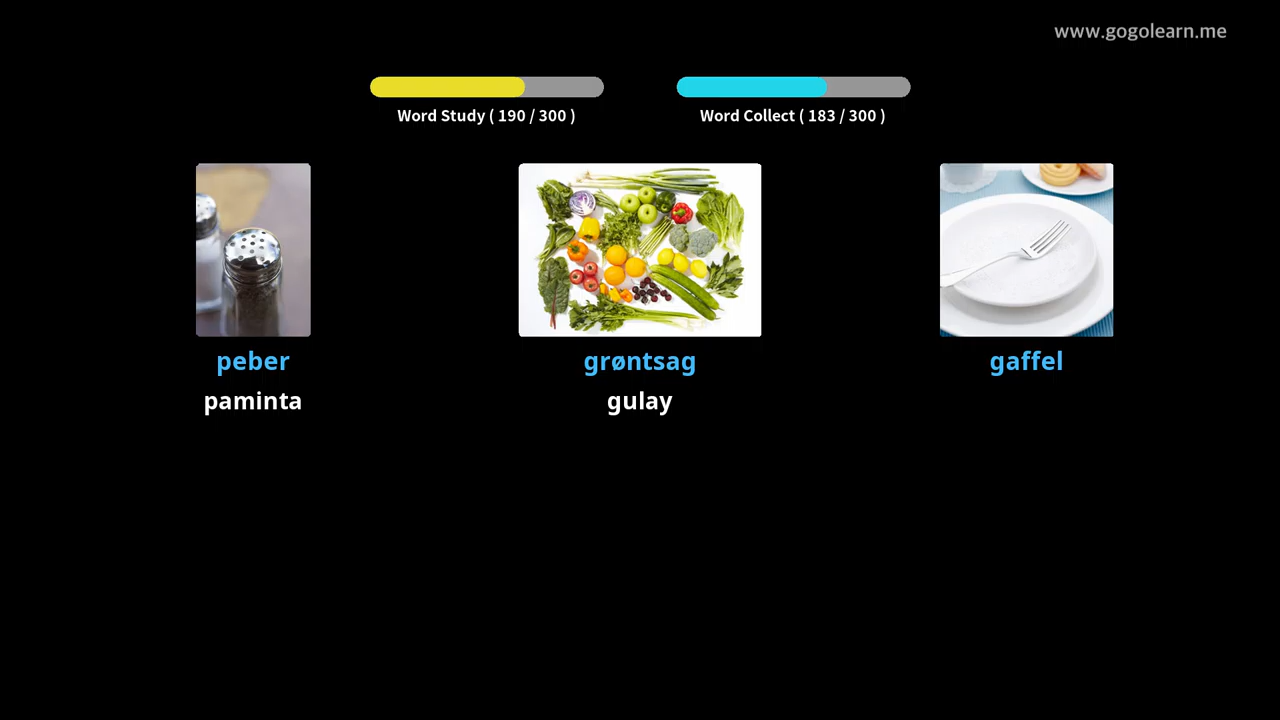 www.gogolearn.me
Word Study ( 190 / 300 )
Word Collect ( 183 / 300 )
peber
grøntsag
gaffel
paminta
gulay